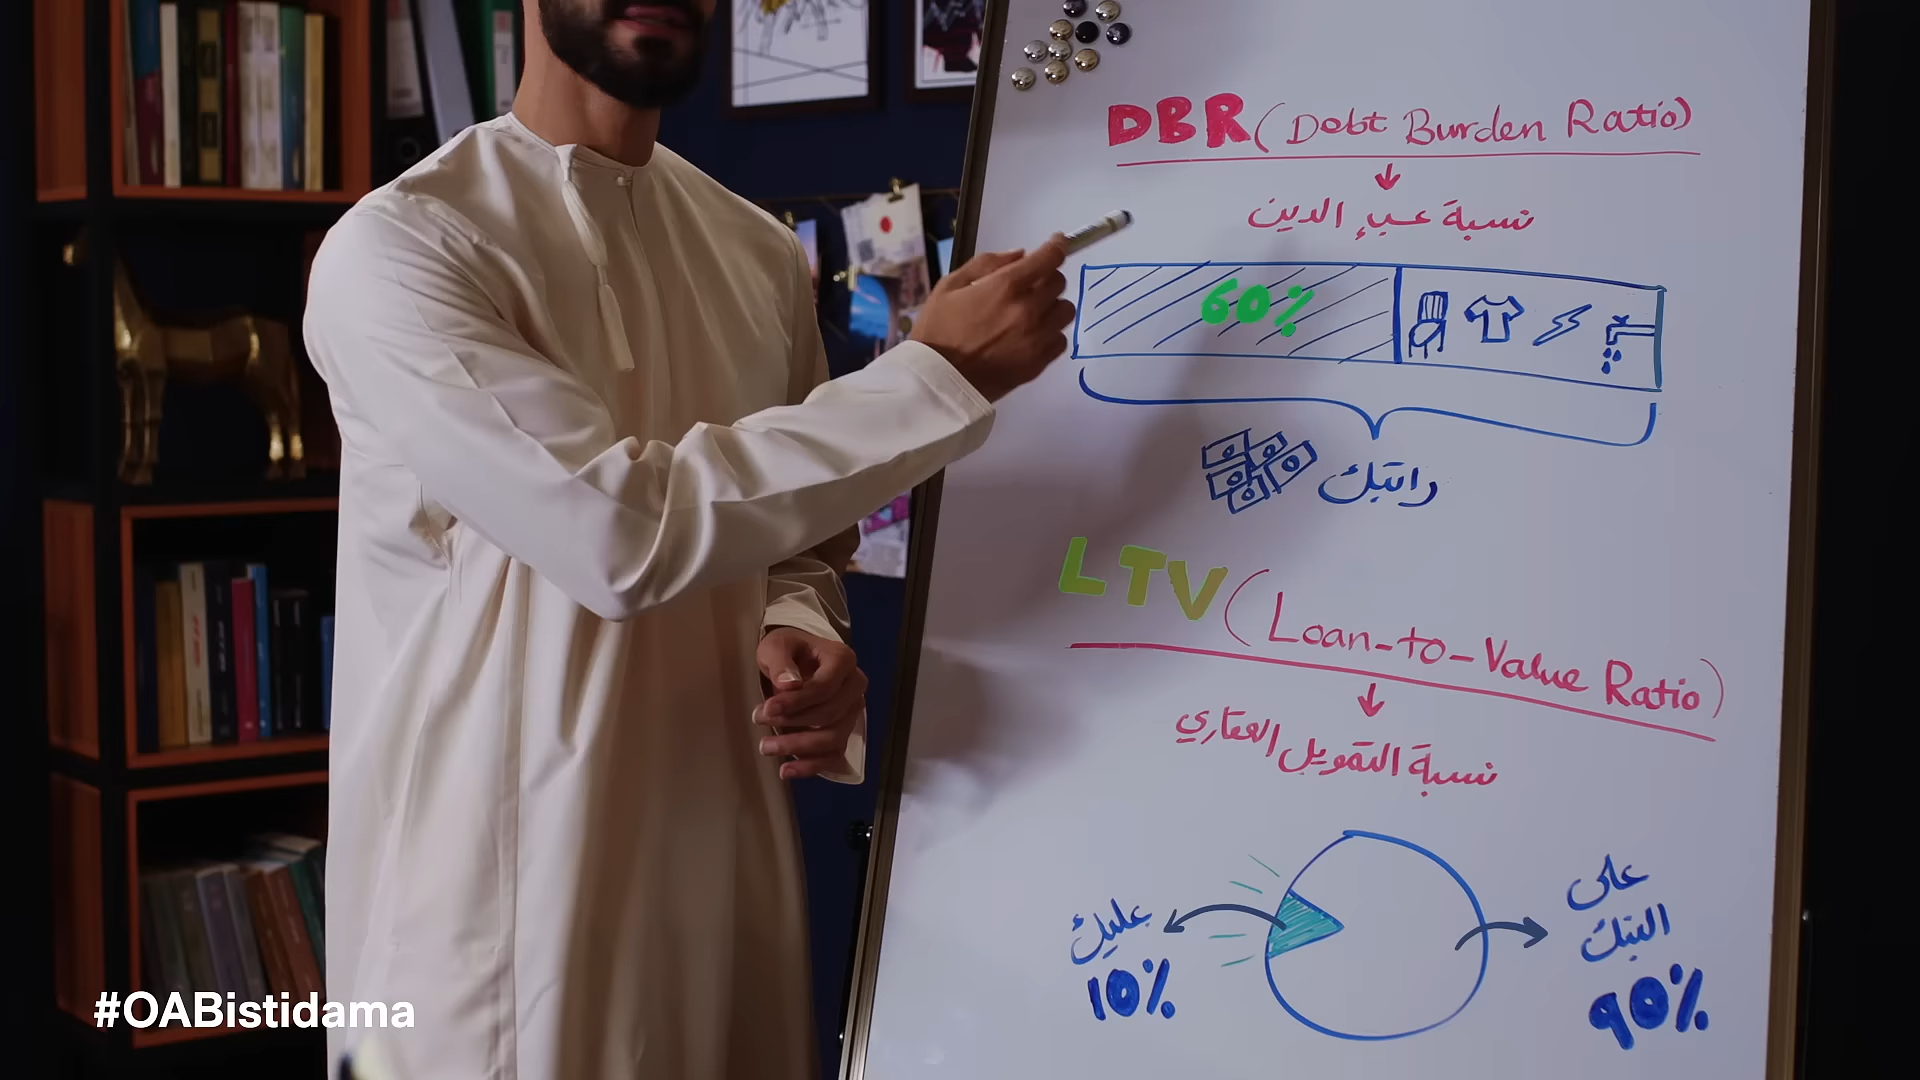 DBR (Debt Burden Ratio)
نسبة عبء الدين
60%
راتبك
LTV (Loan-to-Value Ratio)
نسبة التمويل العقاري
عليك
10%
على
البنك
90%
#OABistidama